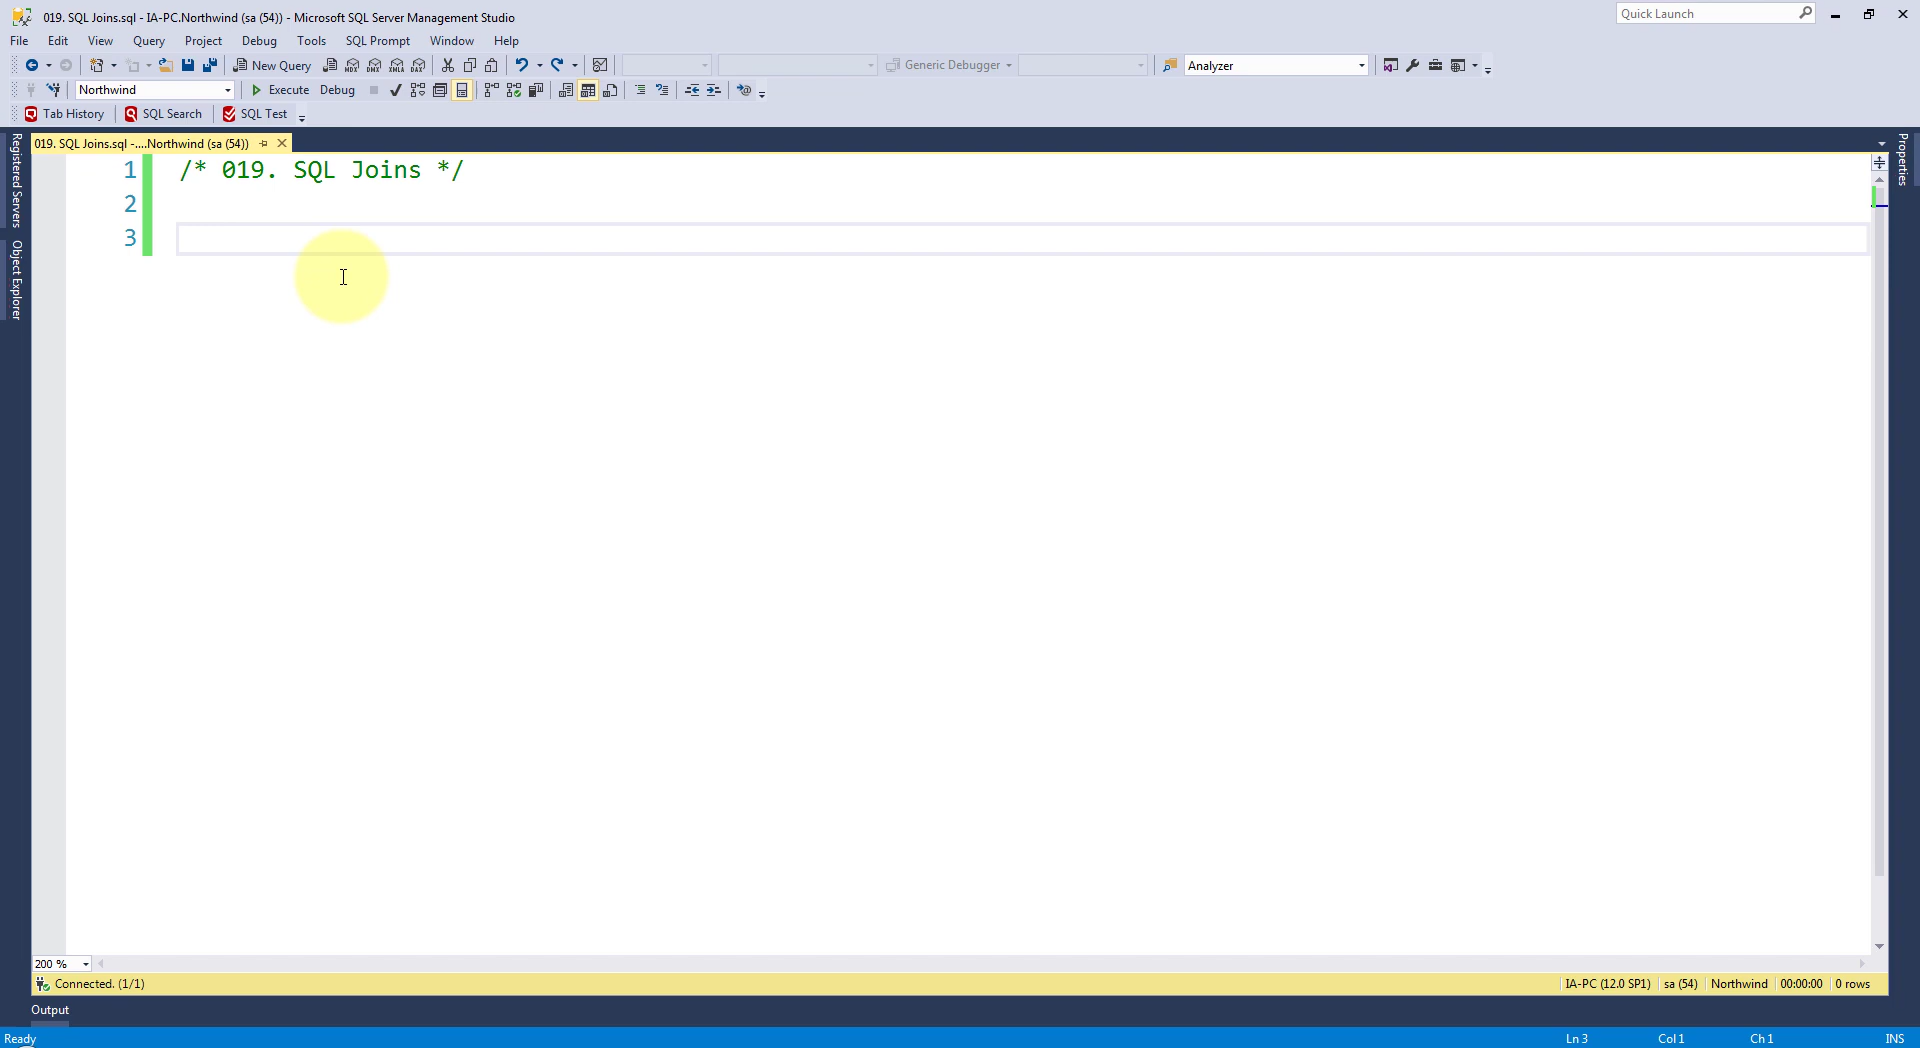 019. SQL Joins.sql - IA-PC.Northwind (sa (54)) - Microsoft SQL Server Management Studio
Quick Launch
File Edit View Query Project Debug Tools SQL Prompt Window Help
New Query MDX DMX XMLA DAX Generic Debugger Analyzer
Northwind Execute Debug
Tab History SQL Search SQL Test
019. SQL Joins.sql -....Northwind (sa (54))
Registered Servers
Object Explorer
Properties
1 /* 019. SQL Joins */
2
3
200 %
Connected. (1/1) IA-PC (12.0 SP1) sa (54) Northwind 00:00:00 0 rows
Output
Ready Ln 3 Col 1 Ch 1 INS